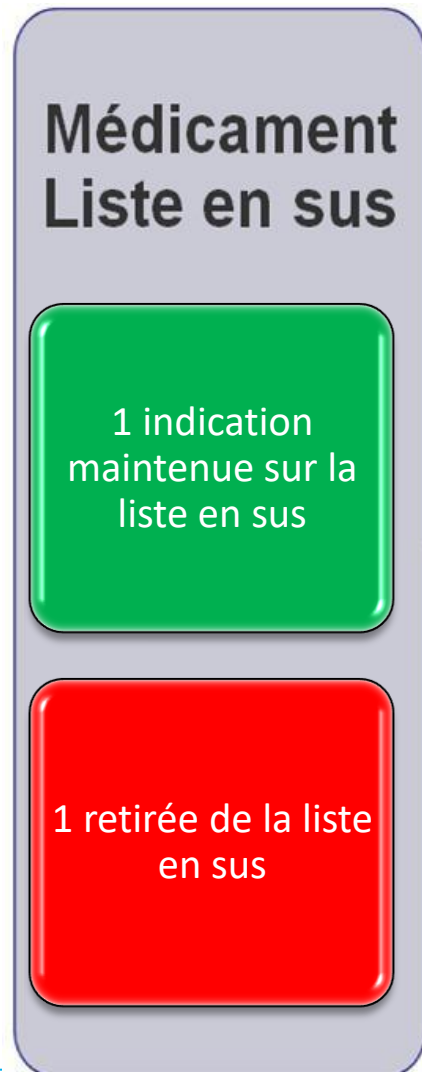 Médicament
Liste en sus
1 indication
maintenue sur la
liste en sus
1 retirée de la liste
en sus